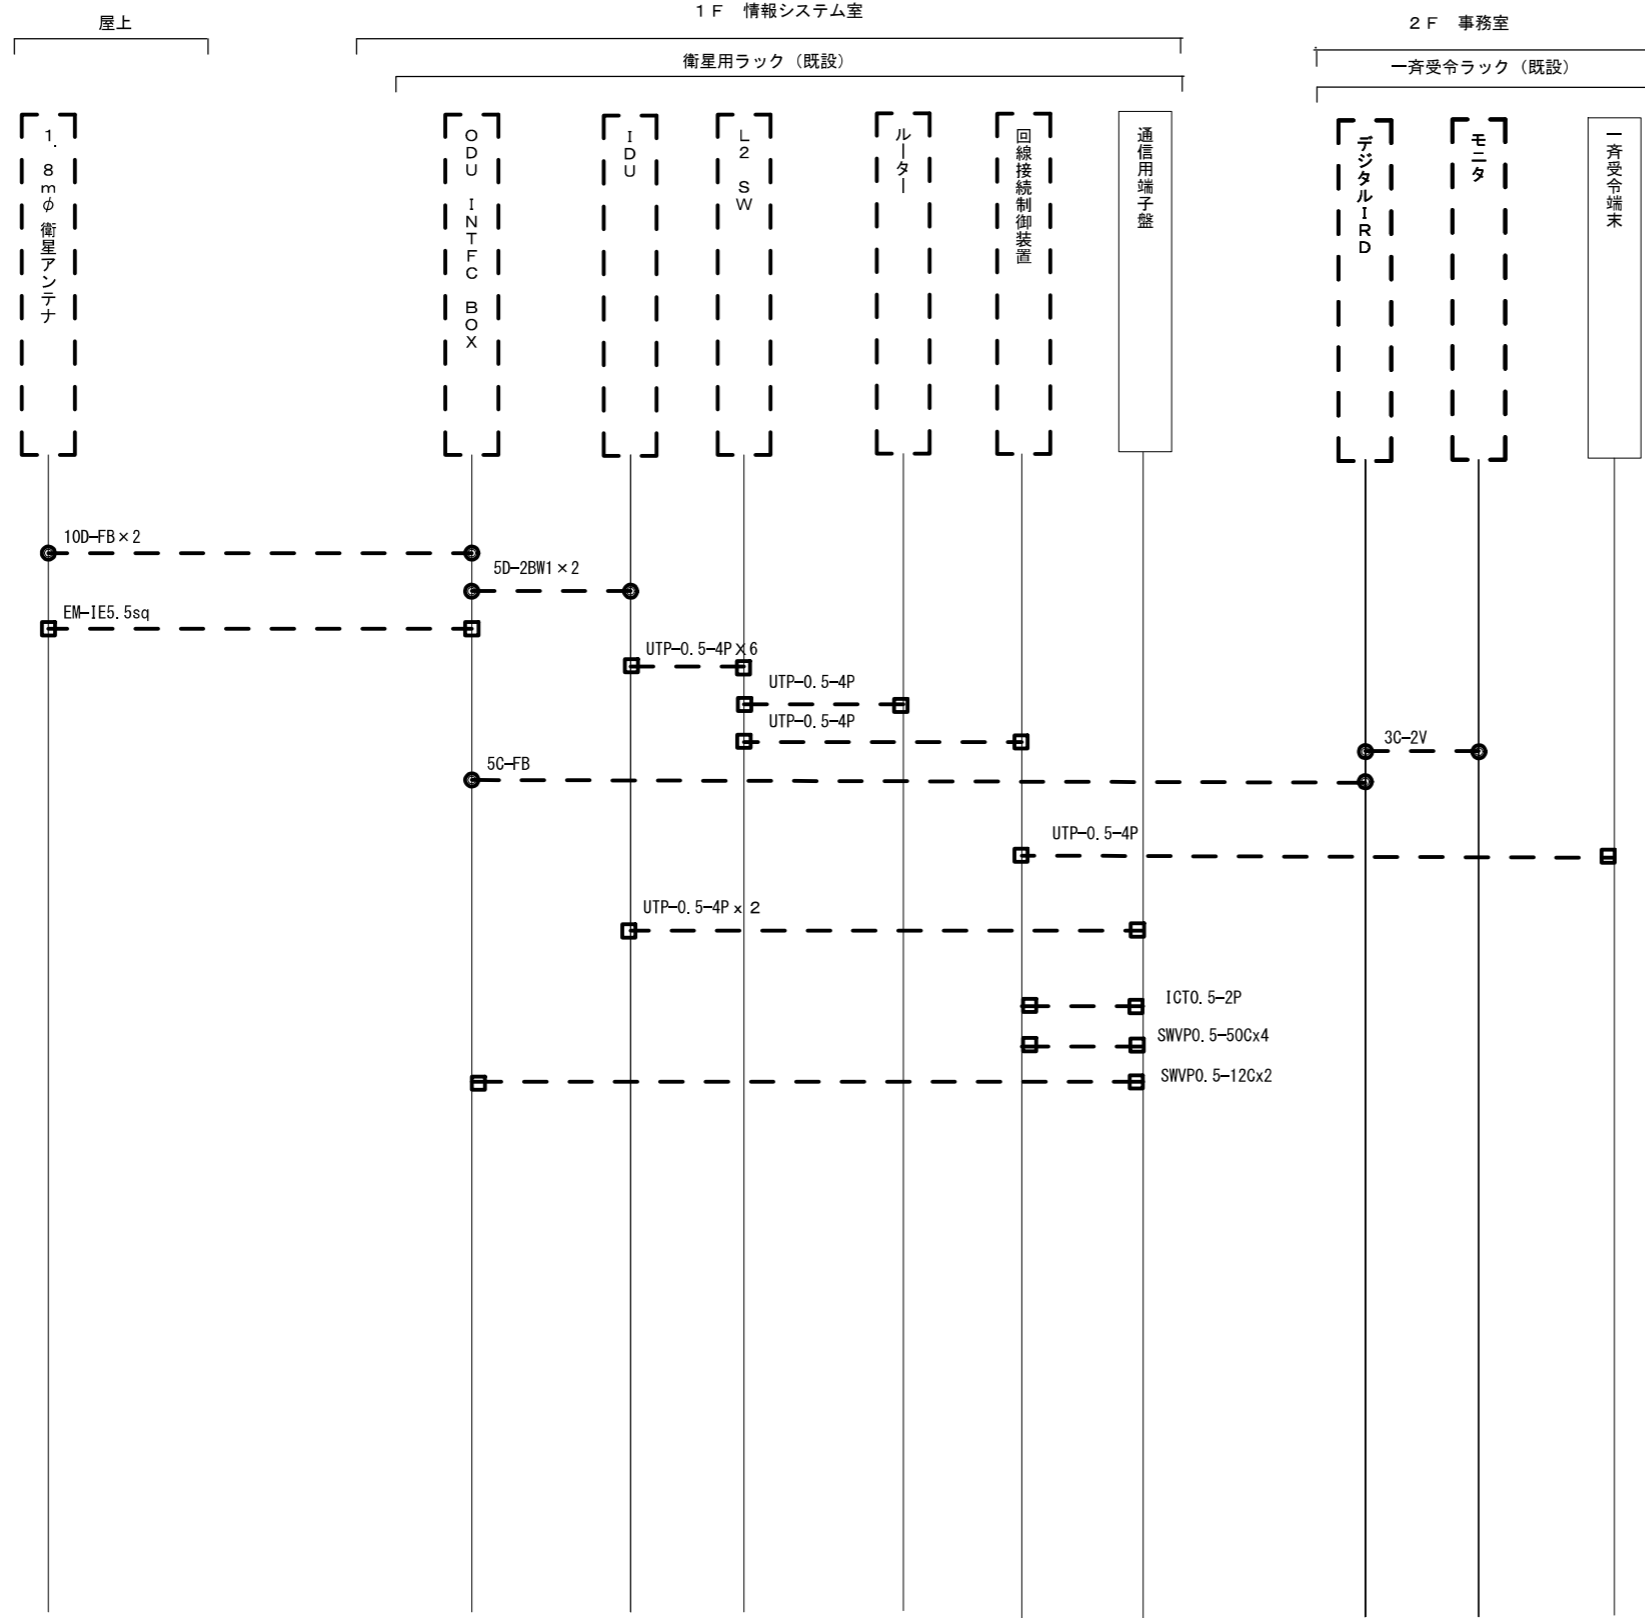 屋上
1F 情報システム室
2F 事務室
衛星用ラック（既設）
一斉受令ラック（既設）
1.8mφ衛星アンテナ
ODU INTFC BOX
IDU
L2 SW
ルーター
回線接続制御装置
通信用端子盤
デジタルIRD
モニタ
一斉受令端末
10D-FB×2
5D-2BW1×2
EM-IE5.5sq
UTP-0.5-4P×6
UTP-0.5-4P
UTP-0.5-4P
3C-2V
5C-FB
UTP-0.5-4P
UTP-0.5-4P×2
ICT0.5-2P
SWVP0.5-50Cx4
SWVP0.5-12Cx2